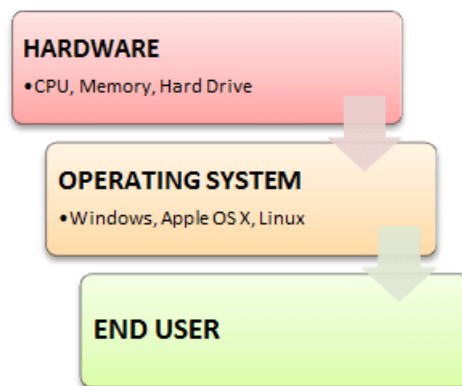 HARDWARE
•CPU, Memory, Hard Drive
OPERATING SYSTEM
•Windows, Apple OS X, Linux
END USER